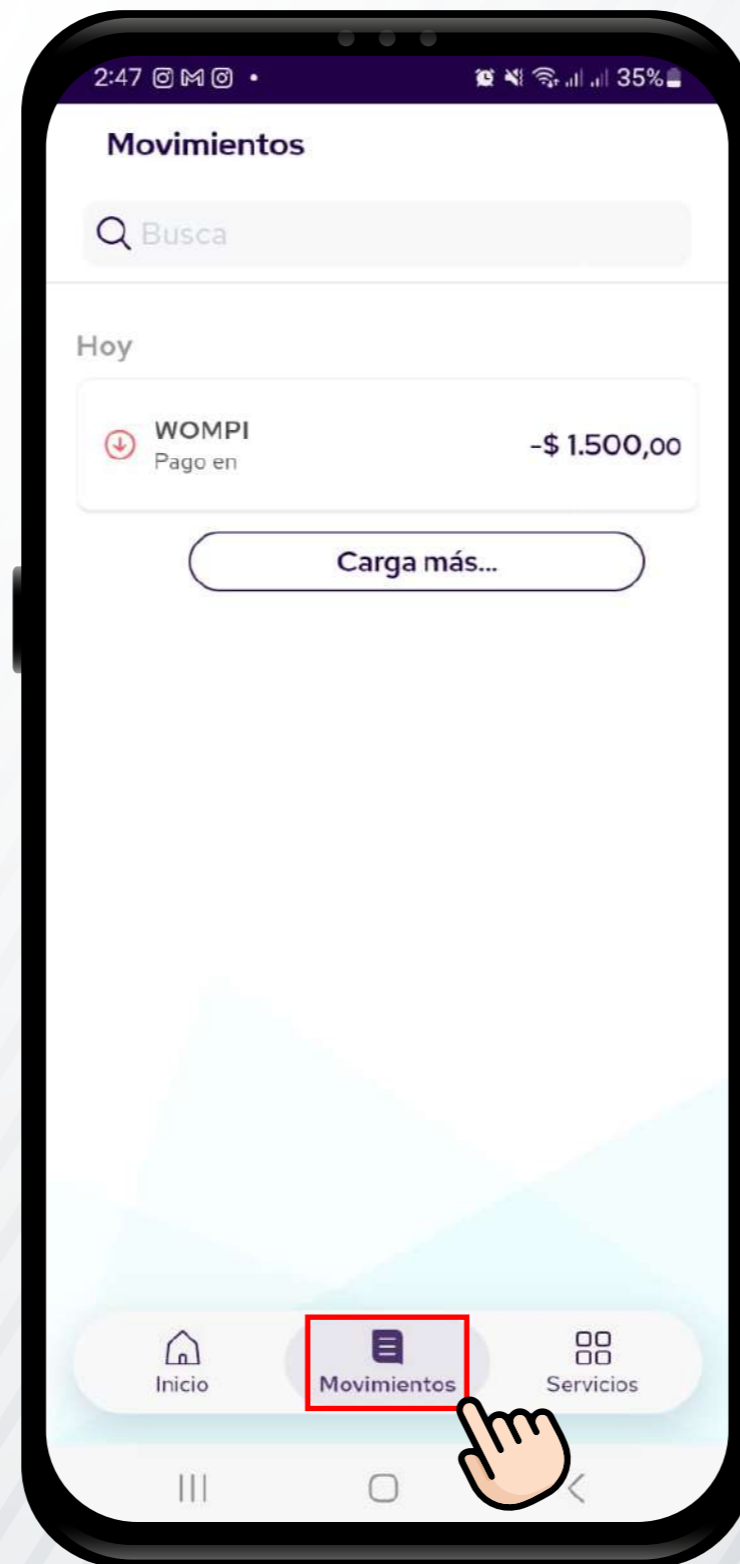 2:47
35%
Movimientos
Busca
Hoy
WOMPI
Pago en
-$ 1.500,00
Carga más...
Inicio
Movimientos
Servicios